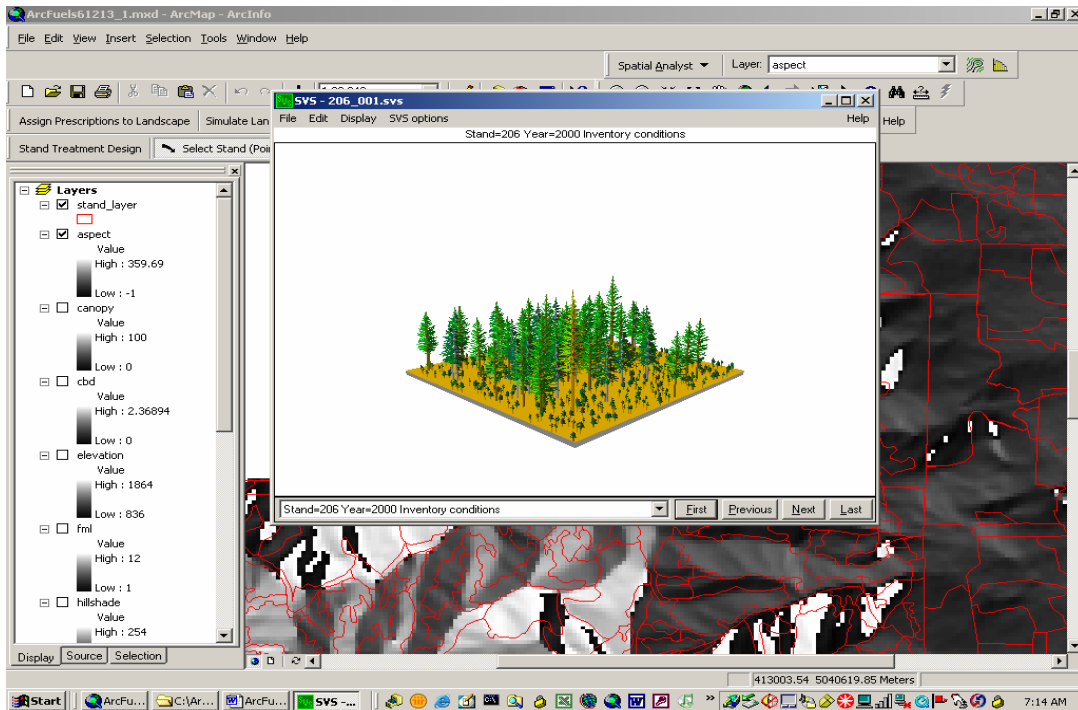 ArcFuels61213_1.mxd - ArcMap - ArcInfo
File Edit View Insert Selection Tools Window Help
Spatial Analyst Layer: aspect
Assign Prescriptions to Landscape Simulate Lan Help
Stand Treatment Design Select Stand (Poi
SVS - 206_001.svs
File Edit Display SVS options Help
Stand=206 Year=2000 Inventory conditions
Layers
stand_layer
aspect
Value
High : 359.69
Low : -1
canopy
Value
High : 100
Low : 0
cbd
Value
High : 2.36894
Low : 0
elevation
Value
High : 1864
Low : 836
fml
Value
High : 12
Low : 1
hillshade
Value
High : 254
Stand=206 Year=2000 Inventory conditions First Previous Next Last
Display Source Selection
413003.54 5040619.85 Meters
Start ArcFu... C:\Ar... ArcFu... SVS -... 7:14 AM